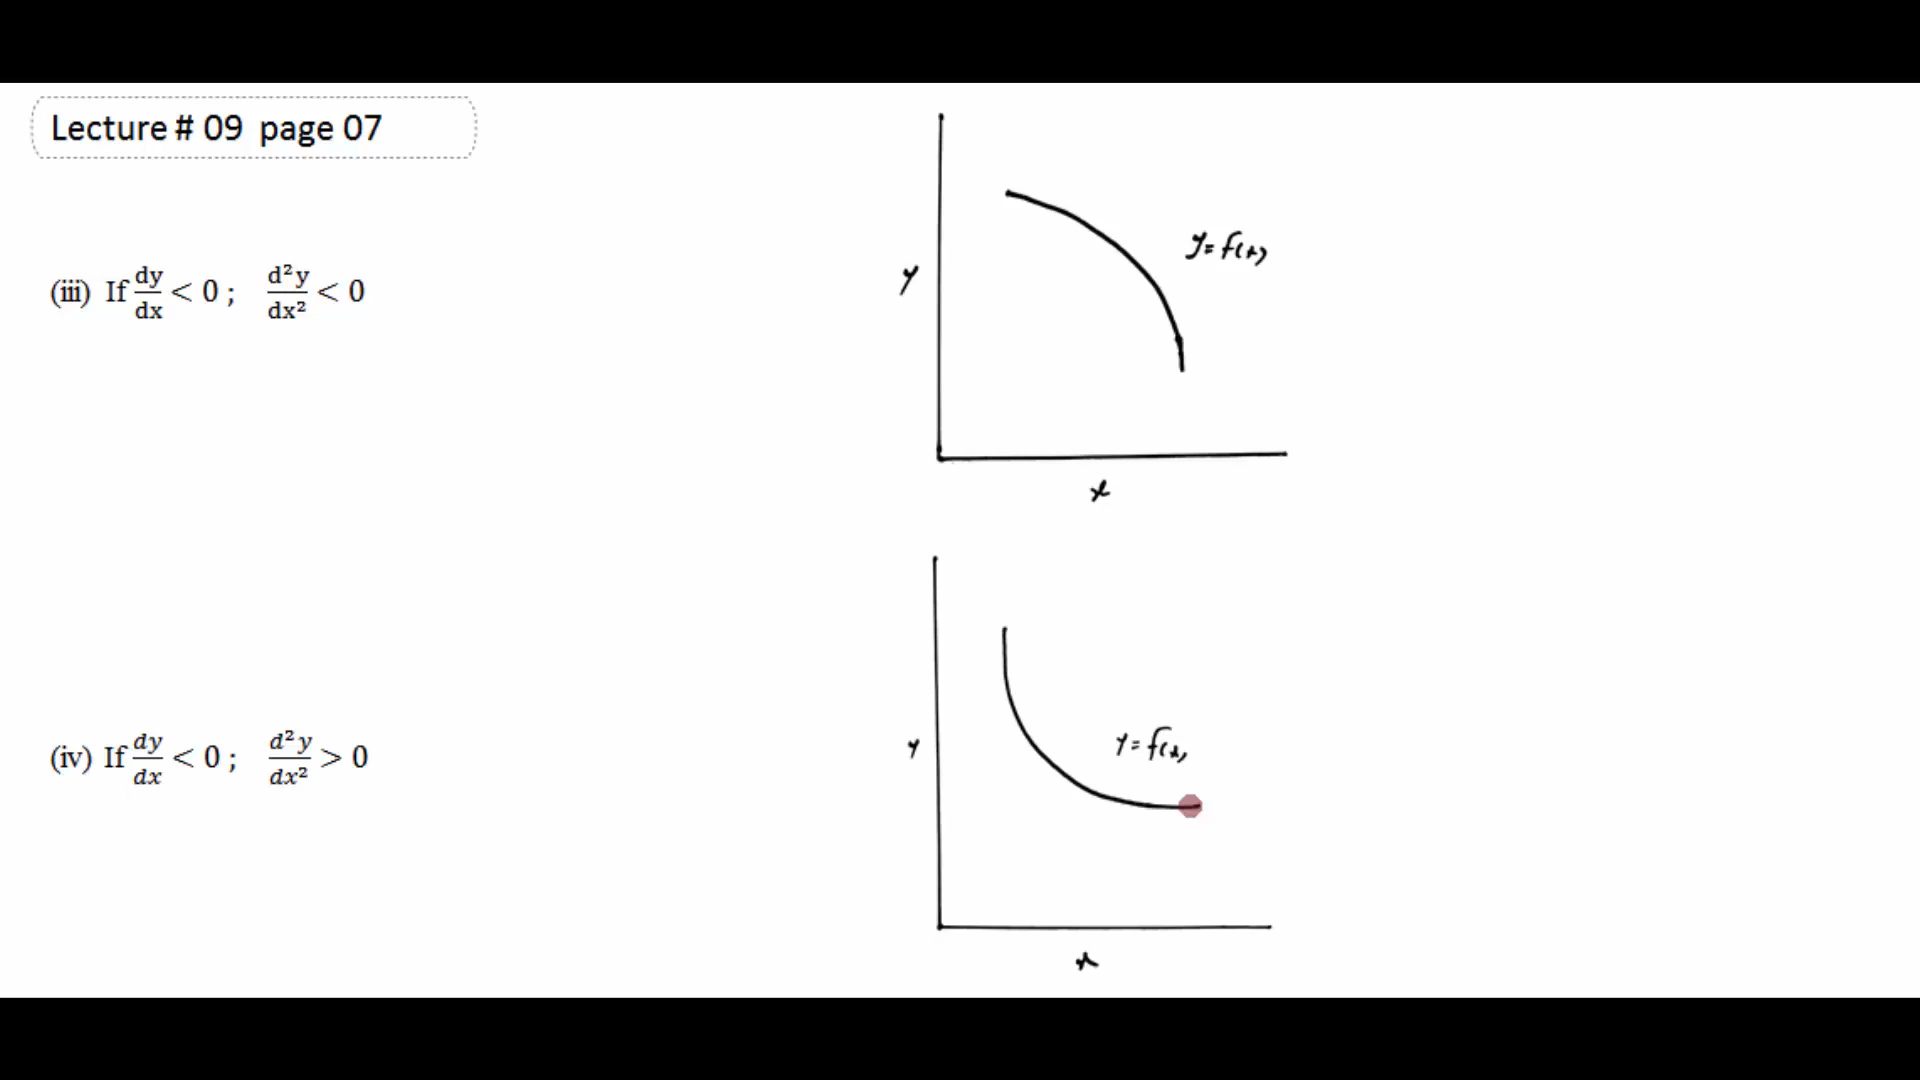 Lecture # 09 page 07
(iii) If dy/dx < 0 ; d²y/dx² < 0
y
y = f(x)
x
(iv) If dy/dx < 0 ; d²y/dx² > 0
y
y = f(x)
x